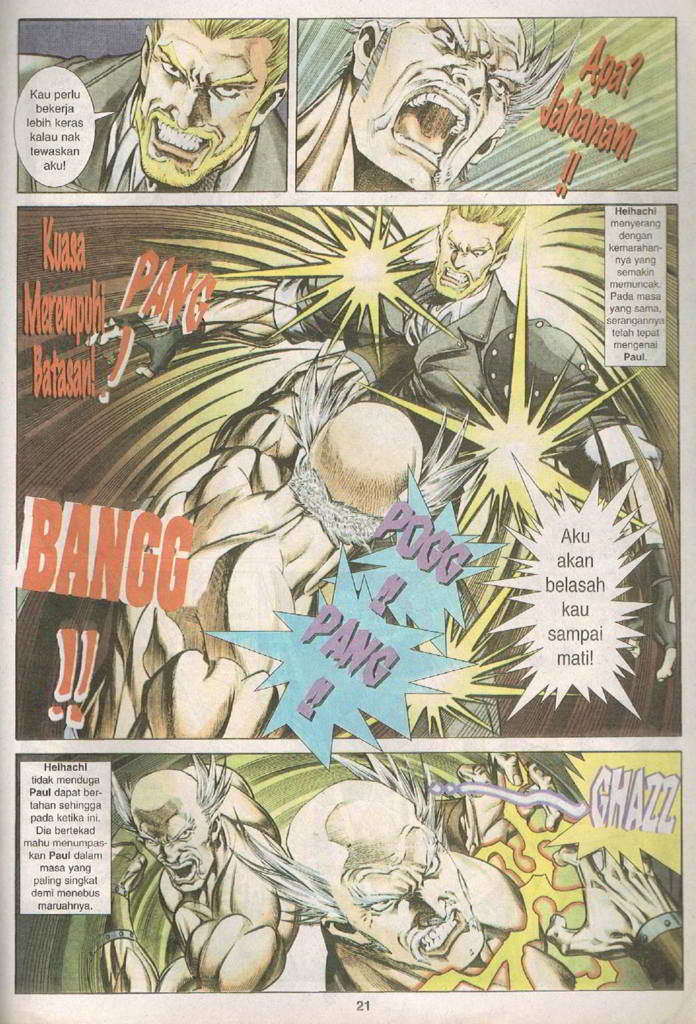 Kau perlu
bekerja
lebih keras
kalau nak
tewaskan
aku!
Apa?
Jahanam
!!
Kuasa
Merempuh
Batasan!
PANG
!
Heihachi
menyerang
dengan
kemarahan-
nya yang
semakin
memuncak.
Pada masa
yang sama,
serangannya
telah tepat
mengenai
Paul.
BANGG
!!
POGG
!!
PANG
!!
Aku
akan
belasah
kau
sampai
mati!
Heihachi
tidak menduga
Paul dapat ber-
tahan sehingga
pada ketika ini.
Dia bertekad
mahu menumpas-
kan Paul dalam
masa yang
paling singkat
demi menebus
maruahnya.
GHAZZ
21